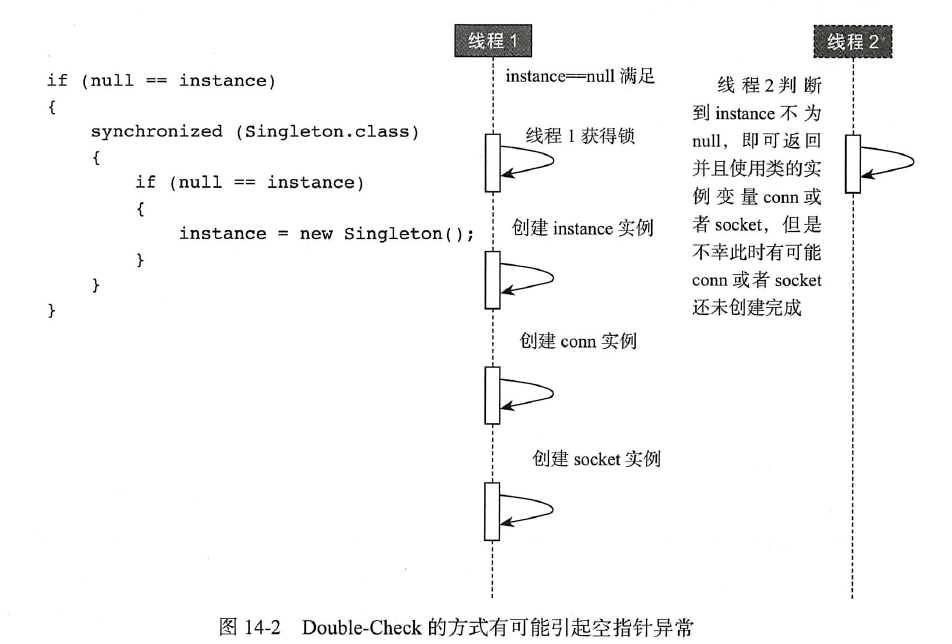 if (null == instance)
{
synchronized (Singleton.class)
{
if (null == instance)
{
instance = new Singleton();
}
}
}
线程 1
instance==null 满足
线程 1 获得锁
创建 instance 实例
创建 conn 实例
创建 socket 实例
线程 2
线程2判断
到 instance 不为
null，即可返回
并且使用类的实
例变量 conn 或
者 socket，但是
不幸此时有可能
conn 或者 socket
还未创建完成
图 14-2 Double-Check 的方式有可能引起空指针异常